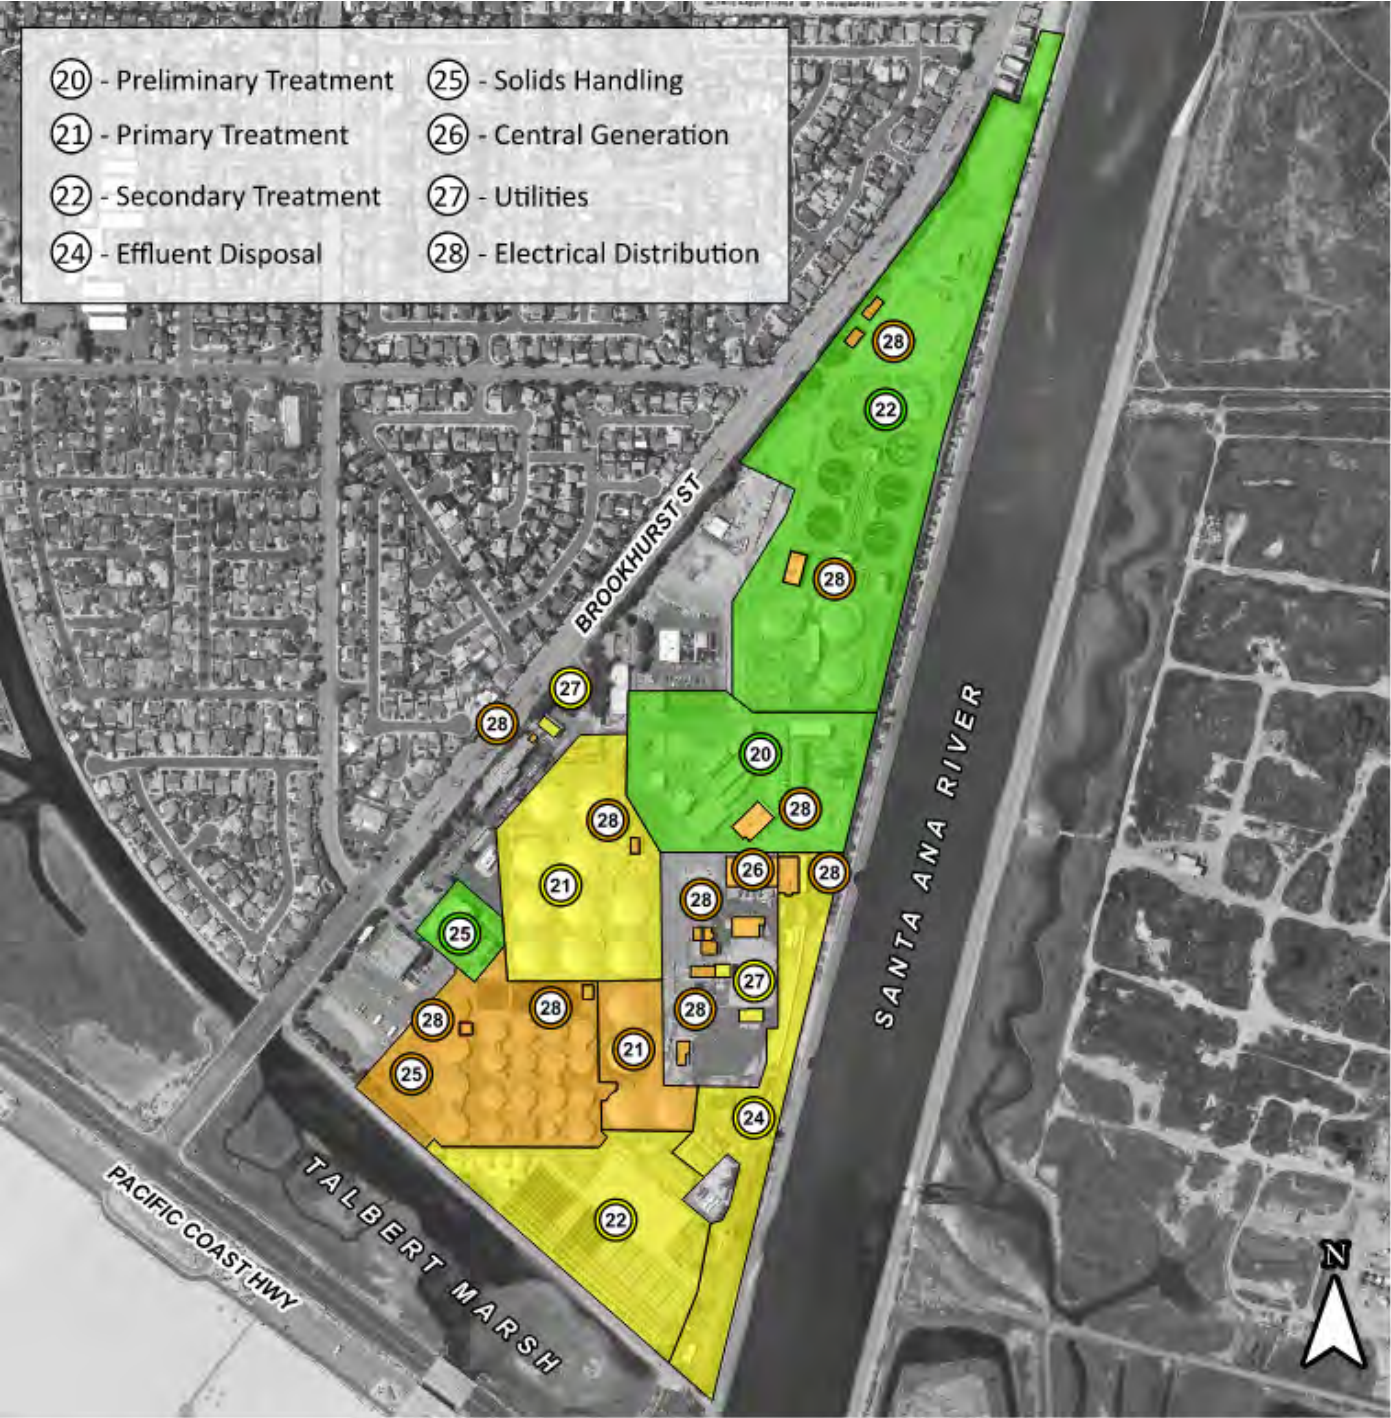 20 - Preliminary Treatment
21 - Primary Treatment
22 - Secondary Treatment
24 - Effluent Disposal
25 - Solids Handling
26 - Central Generation
27 - Utilities
28 - Electrical Distribution
28
22
BROOKHURST ST
28
27
28
20
28
28
26
28
21
28
25
27
28
28
28
21
25
24
22
SANTA ANA RIVER
TALBERT MARSH
PACIFIC COAST HWY
N